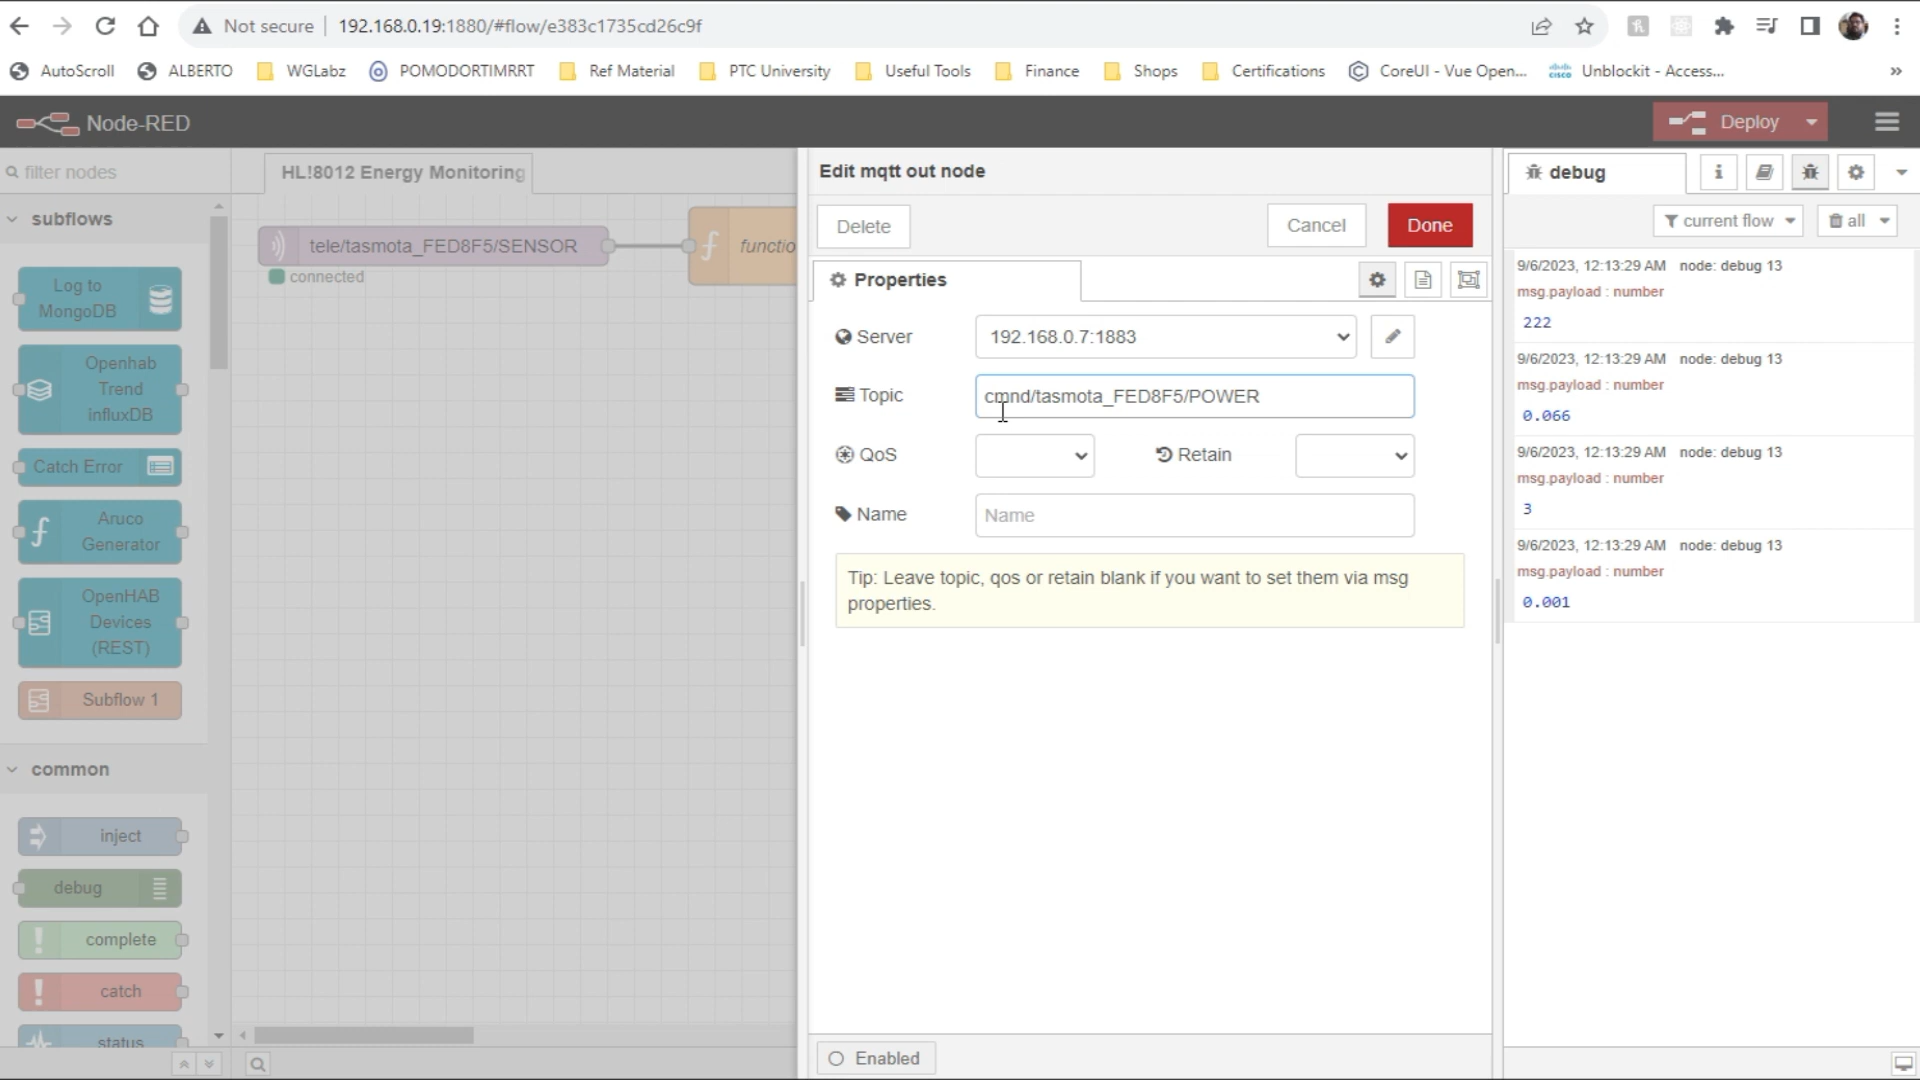 Not secure
192.168.0.19:1880/#flow/e383c1735cd26c9f
AutoScroll
ALBERTO
WGLabz
POMODORTIMRRT
Ref Material
PTC University
Useful Tools
Finance
Shops
Certifications
CoreUI - Vue Open...
Unblockit - Access...
»
Node-RED
Deploy
filter nodes
HL!8012 Energy Monitoring
subflows
Log to
MongoDB
Openhab
Trend
influxDB
Catch Error
Aruco
Generator
OpenHAB
Devices
(REST)
Subflow 1
common
inject
debug
complete
catch
status
tele/tasmota_FED8F5/SENSOR
connected
functio
Edit mqtt out node
Delete
Cancel
Done
Properties
Server
192.168.0.7:1883
Topic
cmnd/tasmota_FED8F5/POWER
QoS
Retain
Name
Name
Tip: Leave topic, qos or retain blank if you want to set them via msg
properties.
Enabled
debug
current flow
all
9/6/2023, 12:13:29 AM node: debug 13
msg.payload : number
222
9/6/2023, 12:13:29 AM node: debug 13
msg.payload : number
0.066
9/6/2023, 12:13:29 AM node: debug 13
msg.payload : number
3
9/6/2023, 12:13:29 AM node: debug 13
msg.payload : number
0.001